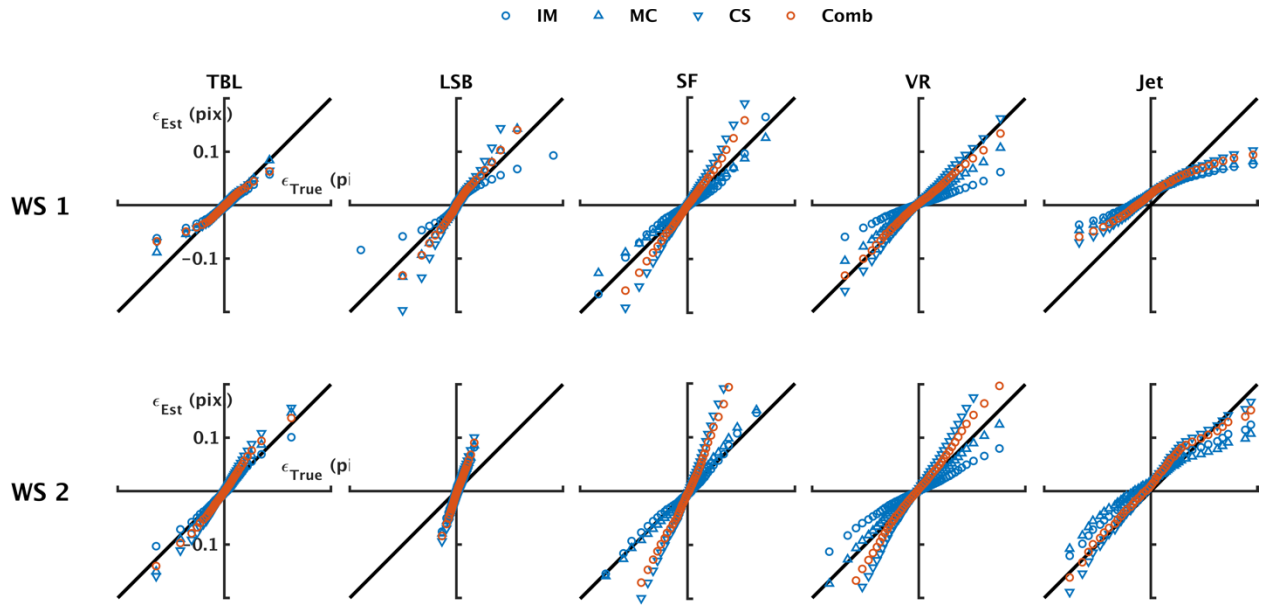 IM MC CS Comb
TBL LSB SF VR Jet
ϵEst (pix)
0.1
ϵTrue (pi
WS 1
-0.1
ϵEst (pix)
0.1
ϵTrue (pi
WS 2
-0.1